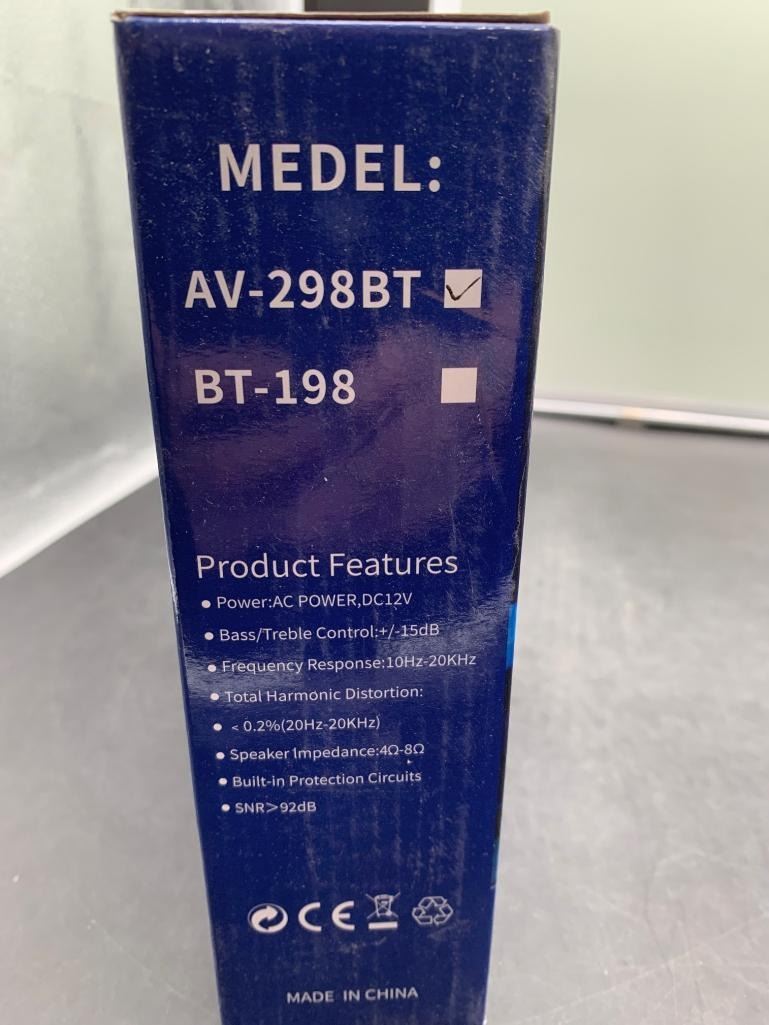 MEDEL:
AV-298BT
BT-198
Product Features
• Power:AC POWER,DC12V
• Bass/Treble Control:+/-15dB
• Frequency Response:10Hz-20KHz
• Total Harmonic Distortion:
• <0.2%(20Hz-20KHz)
• Speaker Impedance:4Ω-8Ω
• Built-in Protection Circuits
• SNR>92dB
CE
MADE IN CHINA